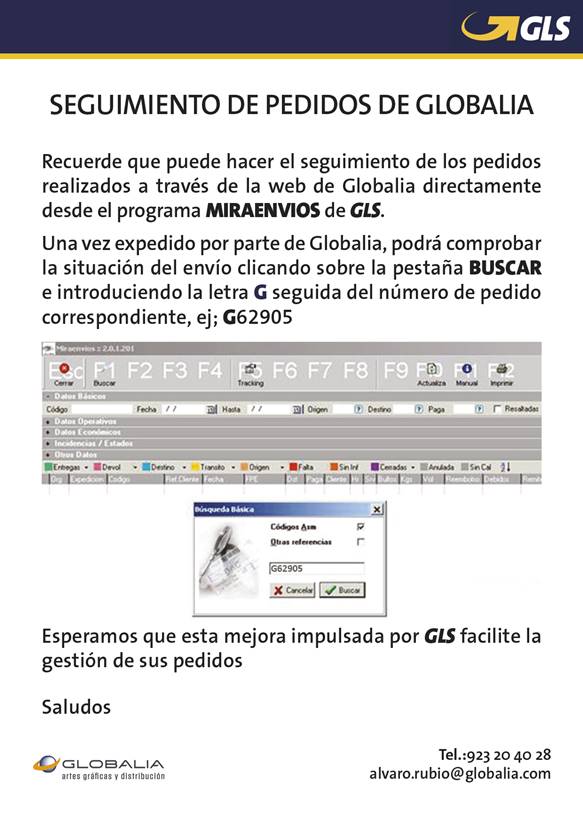 GLS
SEGUIMIENTO DE PEDIDOS DE GLOBALIA
Recuerde que puede hacer el seguimiento de los pedidos
realizados a través de la web de Globalia directamente
desde el programa MIRAENVIOS de GLS.
Una vez expedido por parte de Globalia, podrá comprobar
la situación del envío clicando sobre la pestaña BUSCAR
e introduciendo la letra G seguida del número de pedido
correspondiente, ej; G62905
Miraenvios :: 2.0.1.201
Esc F1 F2 F3 F4 F5 F6 F7 F8 F9 F10 F11 F12
Cerrar Buscar Tracking Actualiza Manual Imprimir
Datos Básicos
Código Fecha / / Hasta / / Origen Destino Paga Resaltadas
Datos Operativos
Datos Económicos
Incidencias / Estados
Otros Datos
Entregas Devol Destino Transito Origen Falta Sin Inf Cerradas Anulada Sin Cal
Org Expedicion Codigo Ref.Cliente Fecha FPE Dst Paga Cliente Hr Srv Bultos Kgs Vol Reembolso Debidos
Búsqueda Básica
Códigos Asm
Otras referencias
G62905
Cancelar Buscar
Esperamos que esta mejora impulsada por GLS facilite la
gestión de sus pedidos
Saludos
GLOBALIA
artes gráficas y distribución
Tel.:923 20 40 28
alvaro.rubio@globalia.com